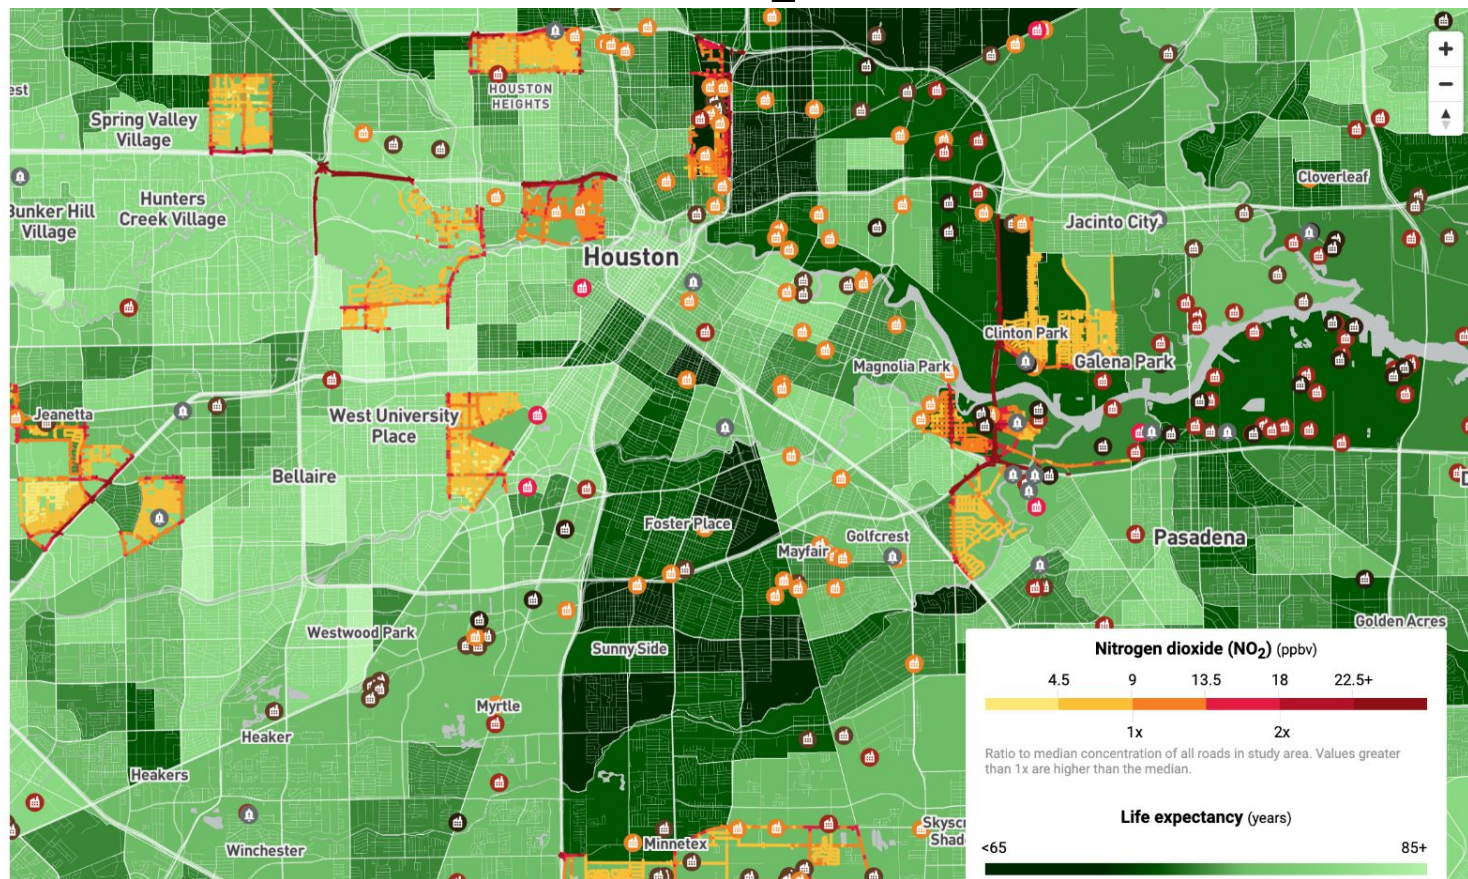 HOUSTON
HEIGHTS
est
Spring Valley
Village
Cloverleaf
Hunters
Creek Village
Bunker Hill
Village
Jacinto City
Houston
Clinton Park
Galena Park
Magnolia Park
Jeanetta
West University
Place
Bellaire
Foster Place
Golfcrest
Mayfair
Pasadena
Golden Acres
Westwood Park
Sunny Side
Myrtle
Heaker
Heakers
Winchester
Minnetex
Skyscr
Shad
+
−
Nitrogen dioxide (NO2) (ppbv)
4.5 9 13.5 18 22.5+
1x 2x
Ratio to median concentration of all roads in study area. Values greater
than 1x are higher than the median.
Life expectancy (years)
<65 85+